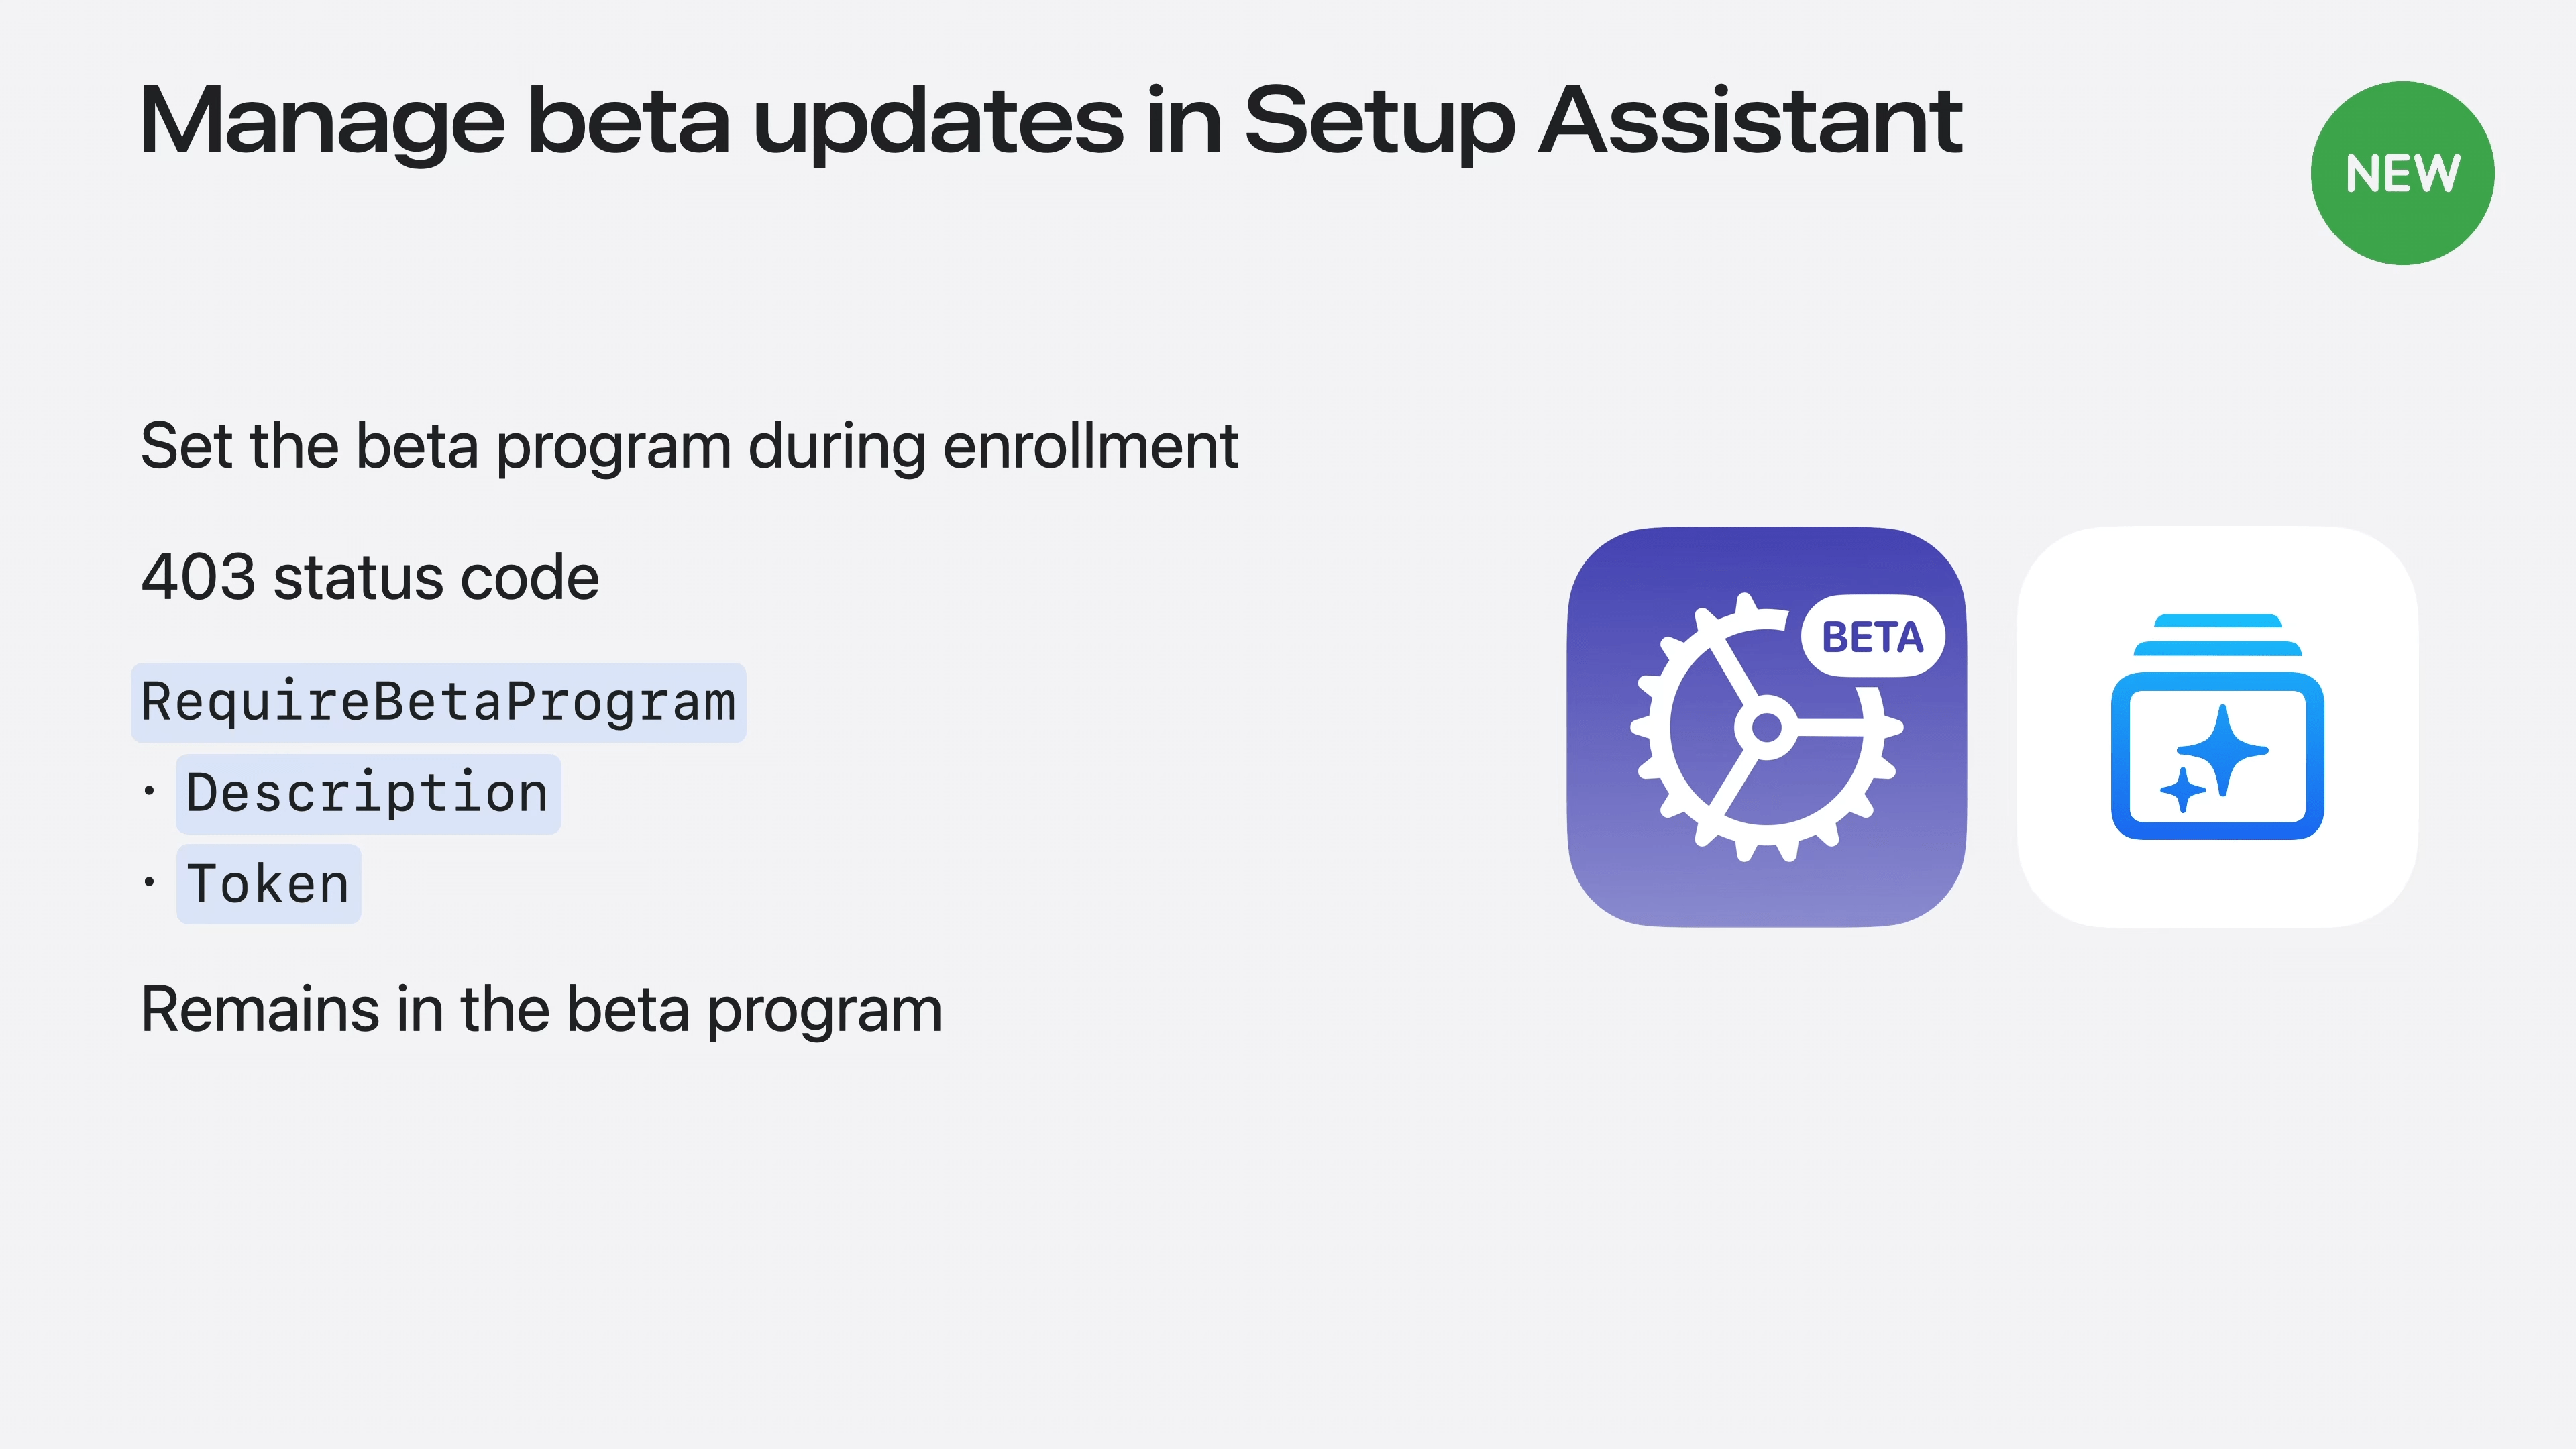 Manage beta updates in Setup Assistant
NEW
Set the beta program during enrollment
403 status code
RequireBetaProgram
• Description
• Token
Remains in the beta program
BETA